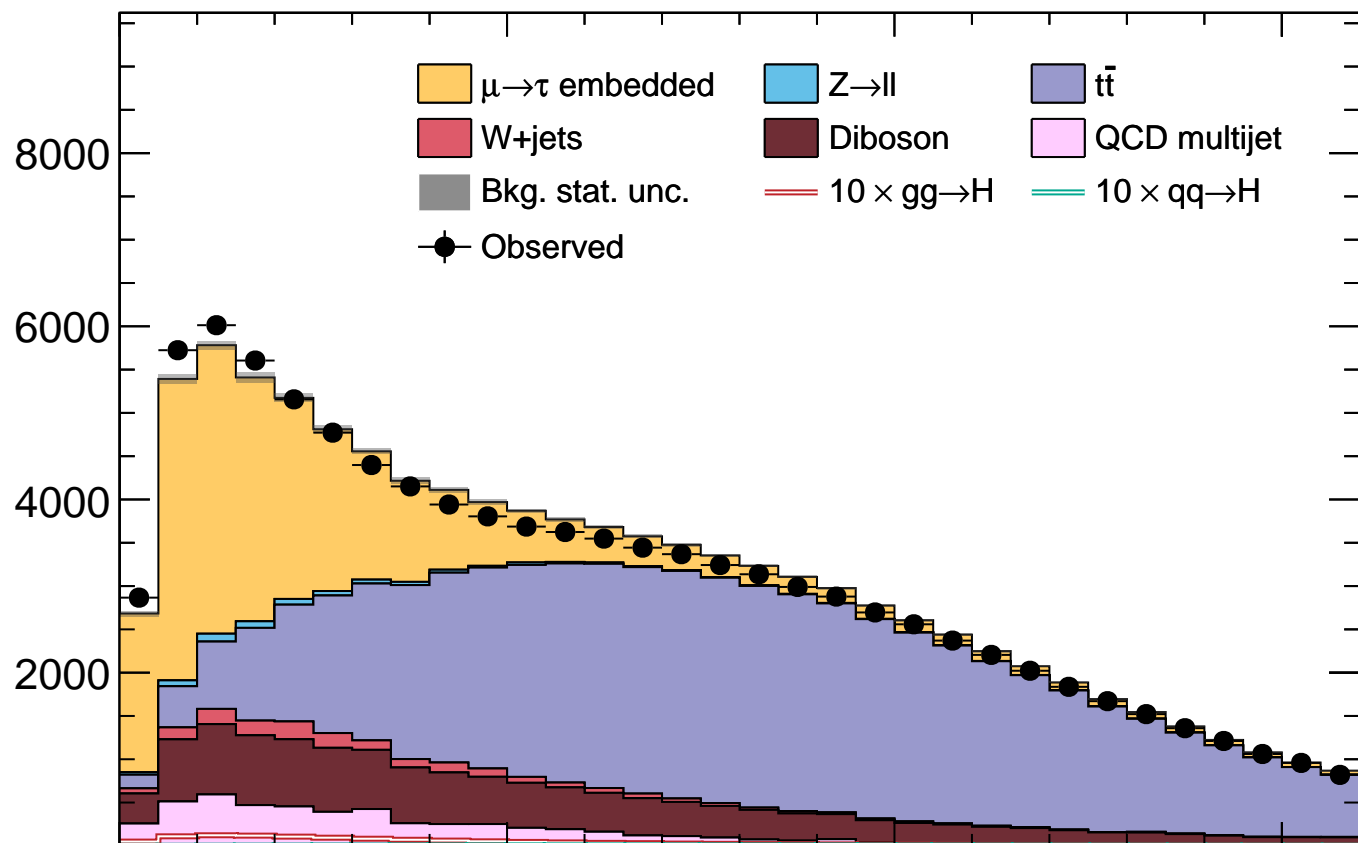 μ→τ embedded Z→ll tt̄
W+jets Diboson QCD multijet
Bkg. stat. unc. 10 × gg→H 10 × qq→H
Observed
8000
6000
4000
2000